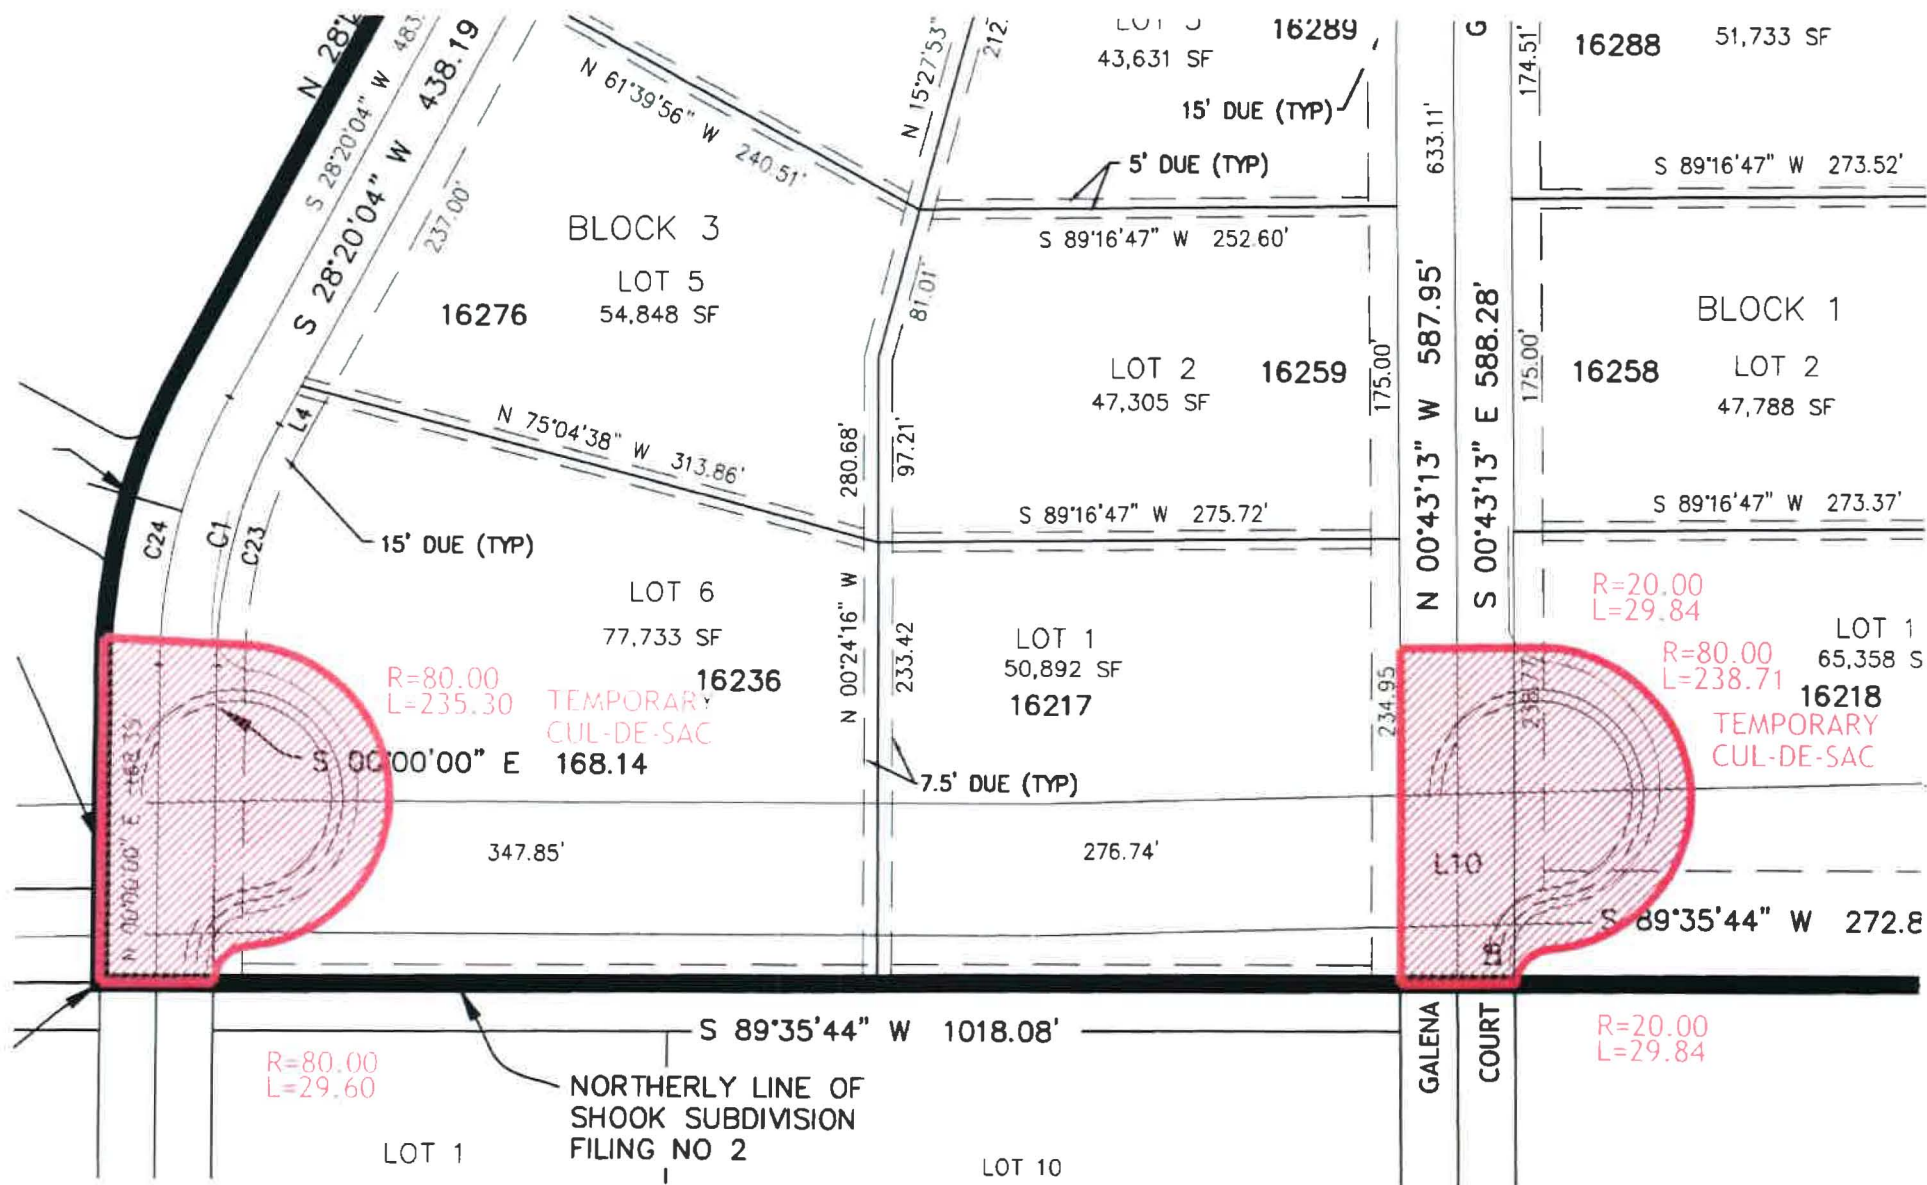 S 28°20'04" W
S 28°20'04" W 438.19
237.00'
N 61°39'56" W 240.51'
N 15°27'53"
43,631 SF
16289
15' DUE (TYP)
5' DUE (TYP)
633.11'
G
174.51'
16288
51,733 SF
S 89°16'47" W 273.52'
BLOCK 3
LOT 5
54,848 SF
16276
81.01'
S 89°16'47" W 252.60'
LOT 2
47,305 SF
16259
175.00'
N 00°43'13" W 587.95'
S 00°43'13" E 588.28'
175.00'
BLOCK 1
16258
LOT 2
47,788 SF
L4
N 75°04'38" W 313.86'
280.68'
97.21'
S 89°16'47" W 275.72'
S 89°16'47" W 273.37'
C24
C1
C23
15' DUE (TYP)
LOT 6
77,733 SF
16236
N 00°24'16" W
233.42
LOT 1
50,892 SF
16217
234.95
R=20.00
L=29.84
R=80.00
L=238.71
LOT 1
65,358 S
16218
TEMPORARY
CUL-DE-SAC
R=80.00
L=235.30
TEMPORARY
CUL-DE-SAC
S 00°00'00" E 168.14
N 00°00'00" E
7.5' DUE (TYP)
347.85'
276.74'
L10
S 89°35'44" W 272.8
S 89°35'44" W 1018.08'
R=80.00
L=29.60
NORTHERLY LINE OF
SHOOK SUBDIVISION
FILING NO 2
LOT 1
LOT 10
GALENA
COURT
R=20.00
L=29.84